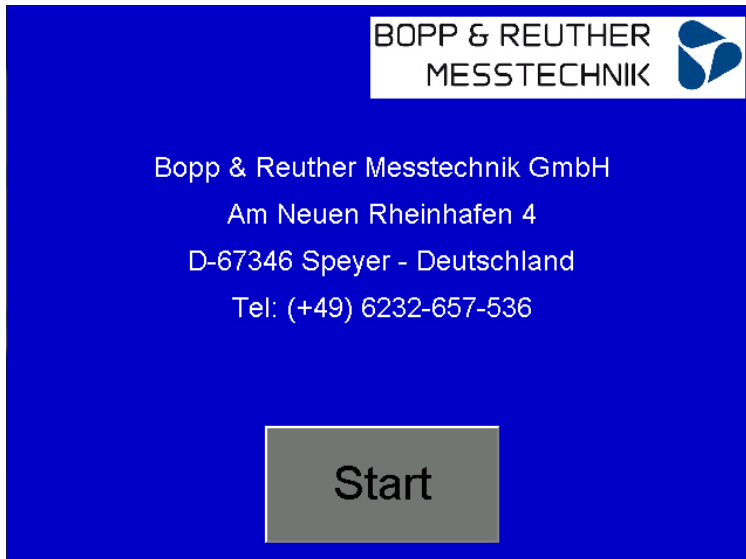 BOPP & REUTHER
MESSTECHNIK
Bopp & Reuther Messtechnik GmbH
Am Neuen Rheinhafen 4
D-67346 Speyer - Deutschland
Tel: (+49) 6232-657-536
Start